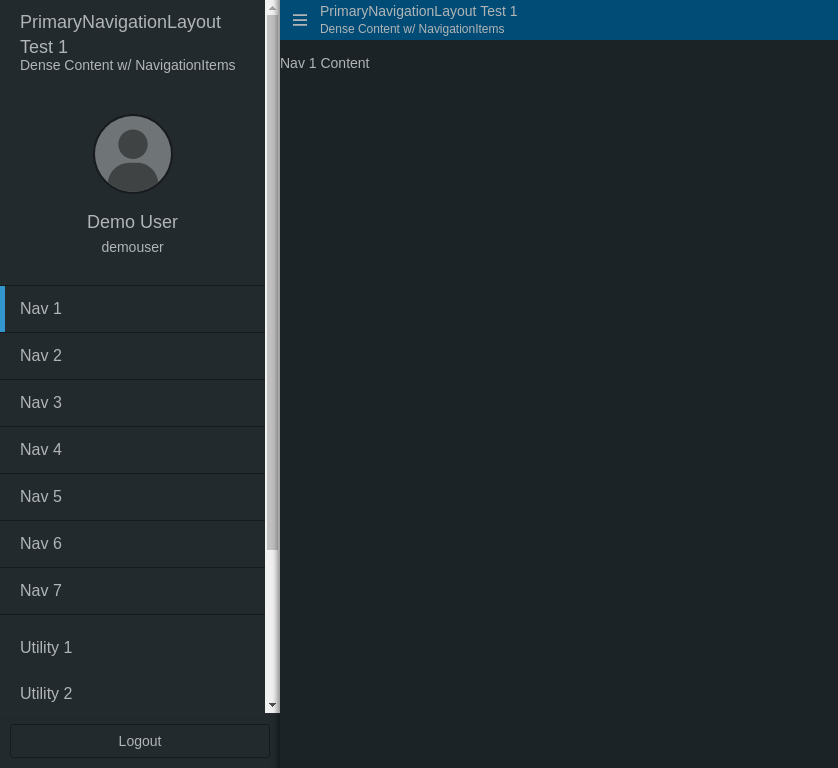 PrimaryNavigationLayout
Test 1
Dense Content w/ NavigationItems
Demo User
demouser
Nav 1
Nav 2
Nav 3
Nav 4
Nav 5
Nav 6
Nav 7
Utility 1
Utility 2
Logout
PrimaryNavigationLayout Test 1
Dense Content w/ NavigationItems
Nav 1 Content